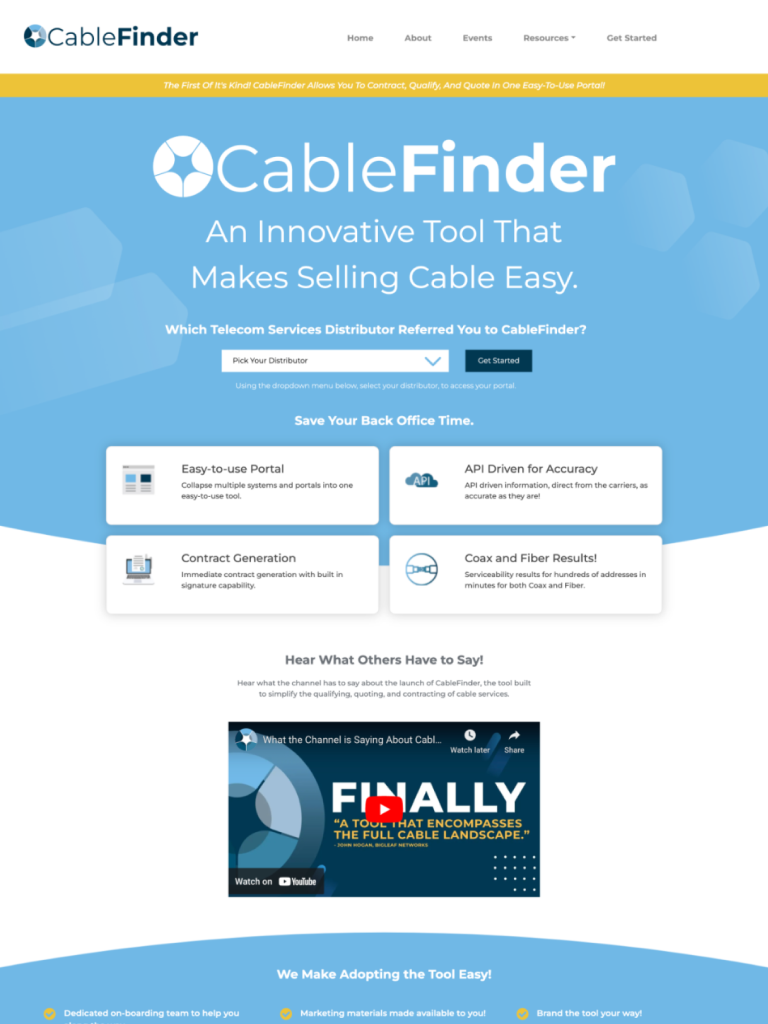 CableFinder
Home About Events Resources Get Started
The First Of It's Kind! CableFinder Allows You To Contract, Qualify, And Quote In One Easy-To-Use Portal!
CableFinder
An Innovative Tool That
Makes Selling Cable Easy.
Which Telecom Services Distributor Referred You to CableFinder?
Pick Your Distributor
Get Started
Using the dropdown menu below, select your distributor, to access your portal
Save Your Back Office Time.
Easy-to-use Portal
Collapse multiple systems and portals into one
easy-to-use tool.
API
API Driven for Accuracy
API driven information, direct from the carriers, as
accurate as they are!
Contract Generation
Immediate contract generation with built in
signature capability.
Coax and Fiber Results!
Serviceability results for hundreds of addresses in
minutes for both Coax and Fiber.
Hear What Others Have to Say!
Hear what the channel has to say about the launch of CableFinder, the tool built
to simplify the qualifying, quoting, and contracting of cable services.
What the Channel is Saying About Cabl...
Watch later
Share
FINALLY
“A TOOL THAT ENCOMPASSES
THE FULL CABLE LANDSCAPE.”
- JOHN HOGAN, BIGLEAF NETWORKS
Watch on YouTube
We Make Adopting the Tool Easy!
Dedicated on-boarding team to help you
Marketing materials made available to you!
Brand the tool your way!